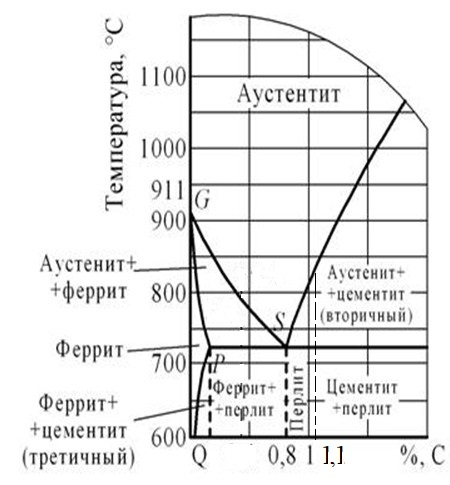 Температура, °C
1100
1000
911
900
800
700
600
Аустентит
G
Аустенит+
+феррит
Аустенит+
+цементит
(вторичный)
S
Феррит
P
Феррит+
+перлит
Перлит
Цементит
+перлит
Феррит+
+цементит
(третичный)
Q
0,8 1 1,1 %, C